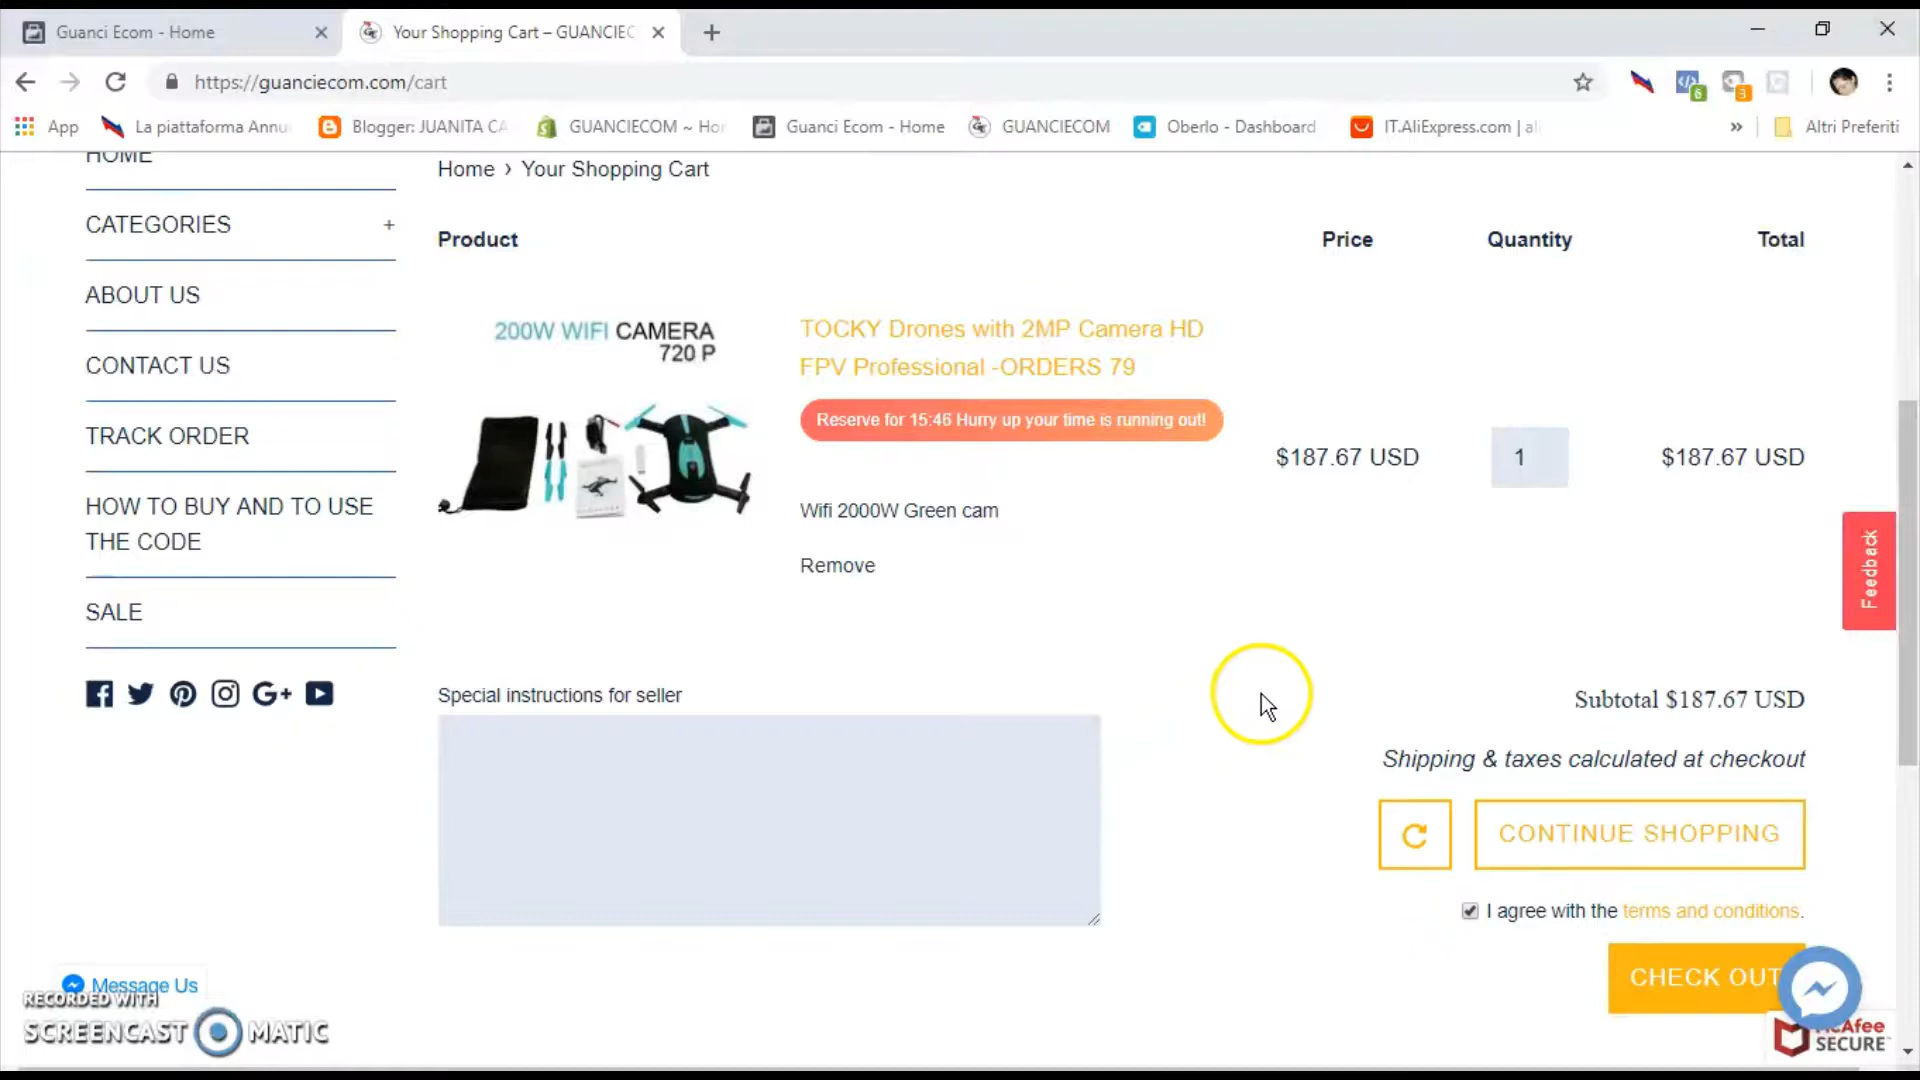 Guanci Ecom - Home
Your Shopping Cart – GUANCIEC
https://guanciecom.com/cart
App
La piattaforma Annu
Blogger: JUANITA CA
GUANCIECOM ~ Hor
Guanci Ecom - Home
GUANCIECOM
Oberlo - Dashboard
IT.AliExpress.com | ali
»
Altri Preferiti
6
3
HOME
CATEGORIES +
ABOUT US
CONTACT US
TRACK ORDER
HOW TO BUY AND TO USE
THE CODE
SALE
Home › Your Shopping Cart
Product Price Quantity Total
200W WIFI CAMERA
720 P
TOCKY Drones with 2MP Camera HD
FPV Professional -ORDERS 79
Reserve for 15:46 Hurry up your time is running out!
$187.67 USD 1 $187.67 USD
Wifi 2000W Green cam
Remove
Feedback
Special instructions for seller
Subtotal $187.67 USD
Shipping & taxes calculated at checkout
CONTINUE SHOPPING
I agree with the terms and conditions.
CHECK OUT
Message Us
RECORDED WITH
SCREENCAST MATIC
McAfee
SECURE